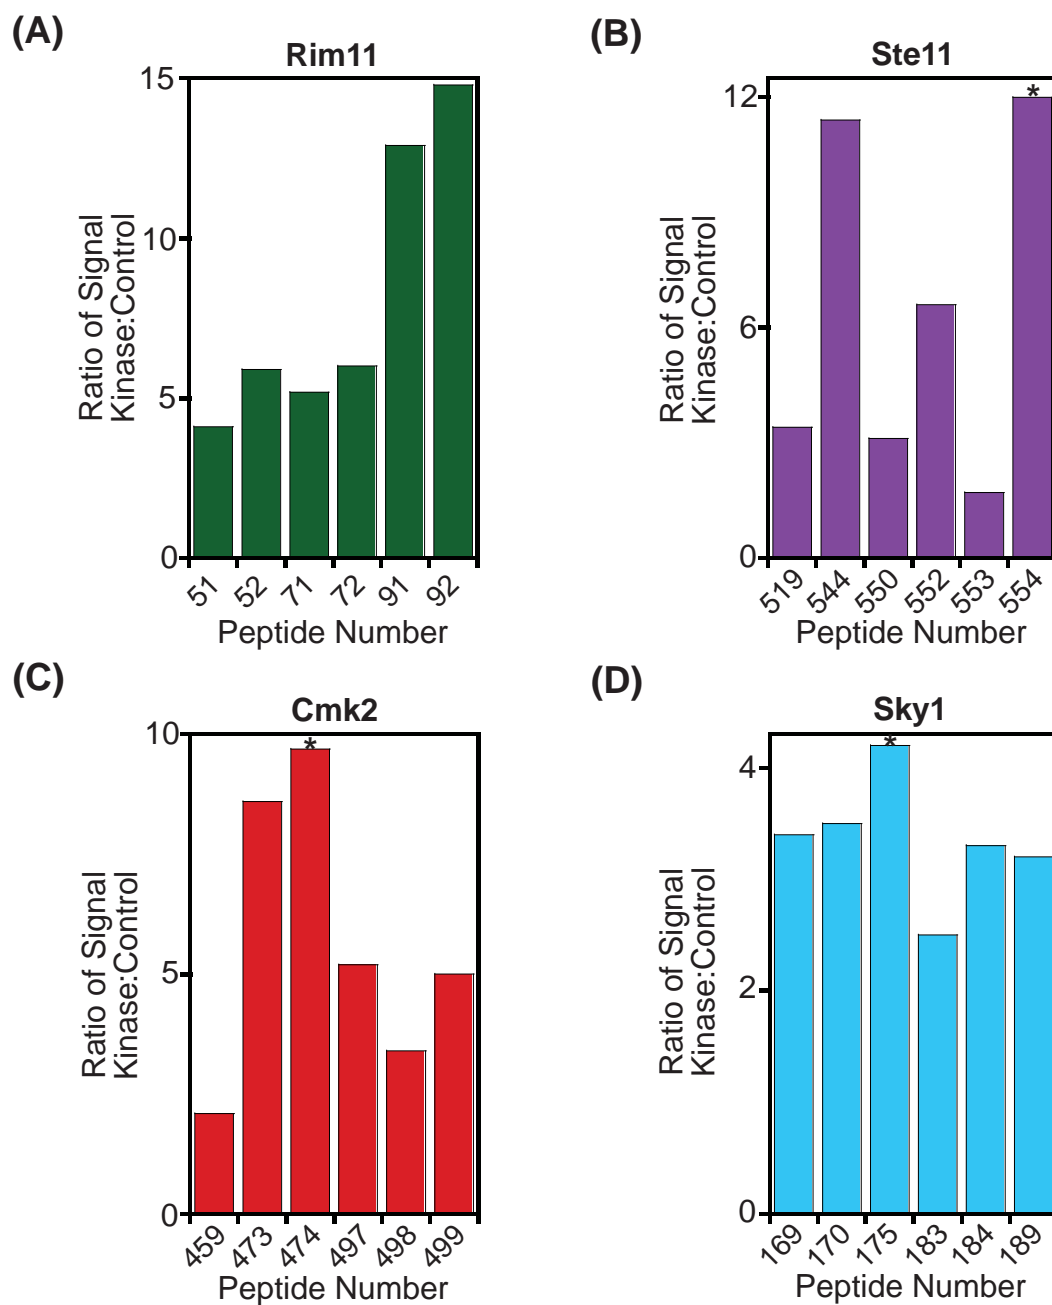 (A)
Rim11
15
10
5
0
Ratio of Signal
Kinase:Control
51 52 71 72 91 92
Peptide Number
(B)
Ste11
12
6
0
Ratio of Signal
Kinase:Control
*
519 544 550 552 553 554
Peptide Number
(C)
Cmk2
10
5
0
Ratio of Signal
Kinase:Control
*
459 473 474 497 498 499
Peptide Number
(D)
Sky1
4
2
0
Ratio of Signal
Kinase:Control
*
169 170 175 183 184 189
Peptide Number